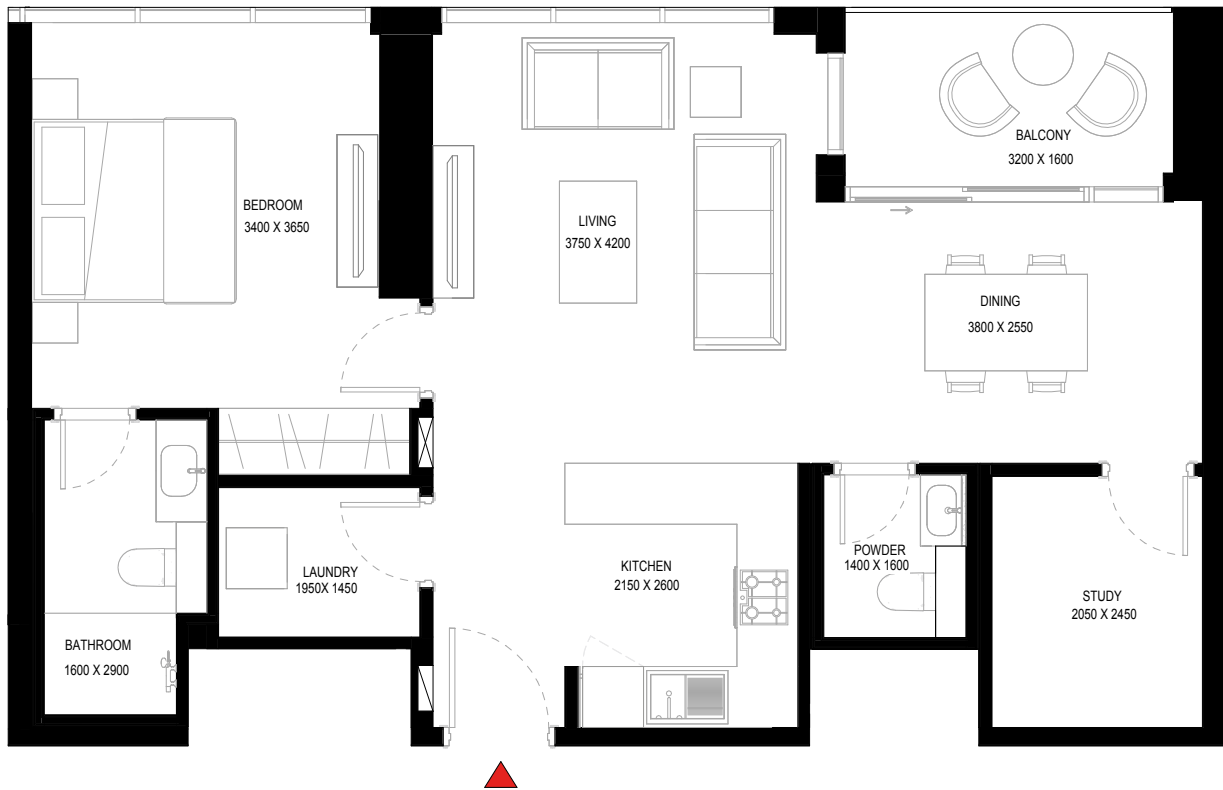 BALCONY
3200 X 1600
BEDROOM
3400 X 3650
LIVING
3750 X 4200
DINING
3800 X 2550
KITCHEN
2150 X 2600
POWDER
1400 X 1600
LAUNDRY
1950X 1450
STUDY
2050 X 2450
BATHROOM
1600 X 2900